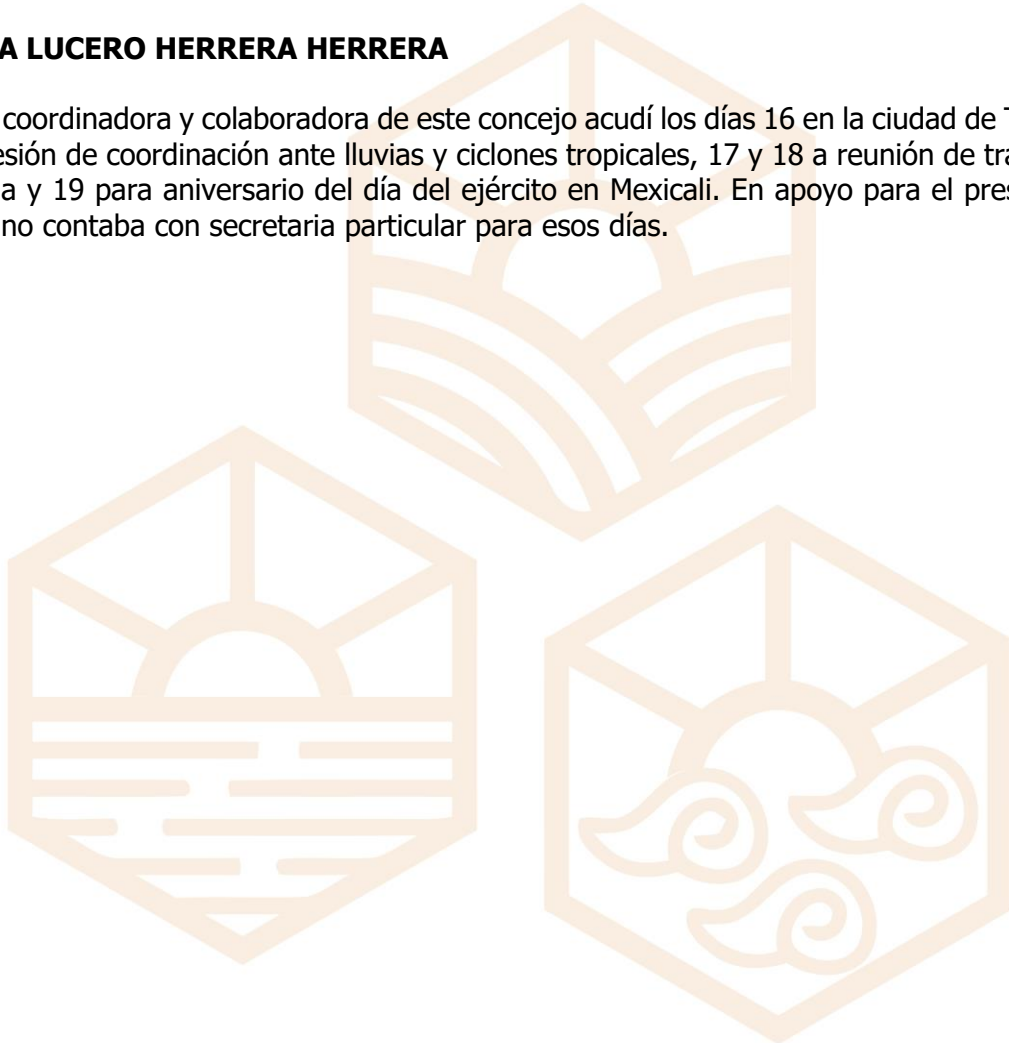 A LUCERO HERRERA HERRERA
coordinadora y colaboradora de este concejo acudí los días 16 en la ciudad de T
esión de coordinación ante lluvias y ciclones tropicales, 17 y 18 a reunión de tra
a y 19 para aniversario del día del ejército en Mexicali. En apoyo para el pres
no contaba con secretaria particular para esos días.